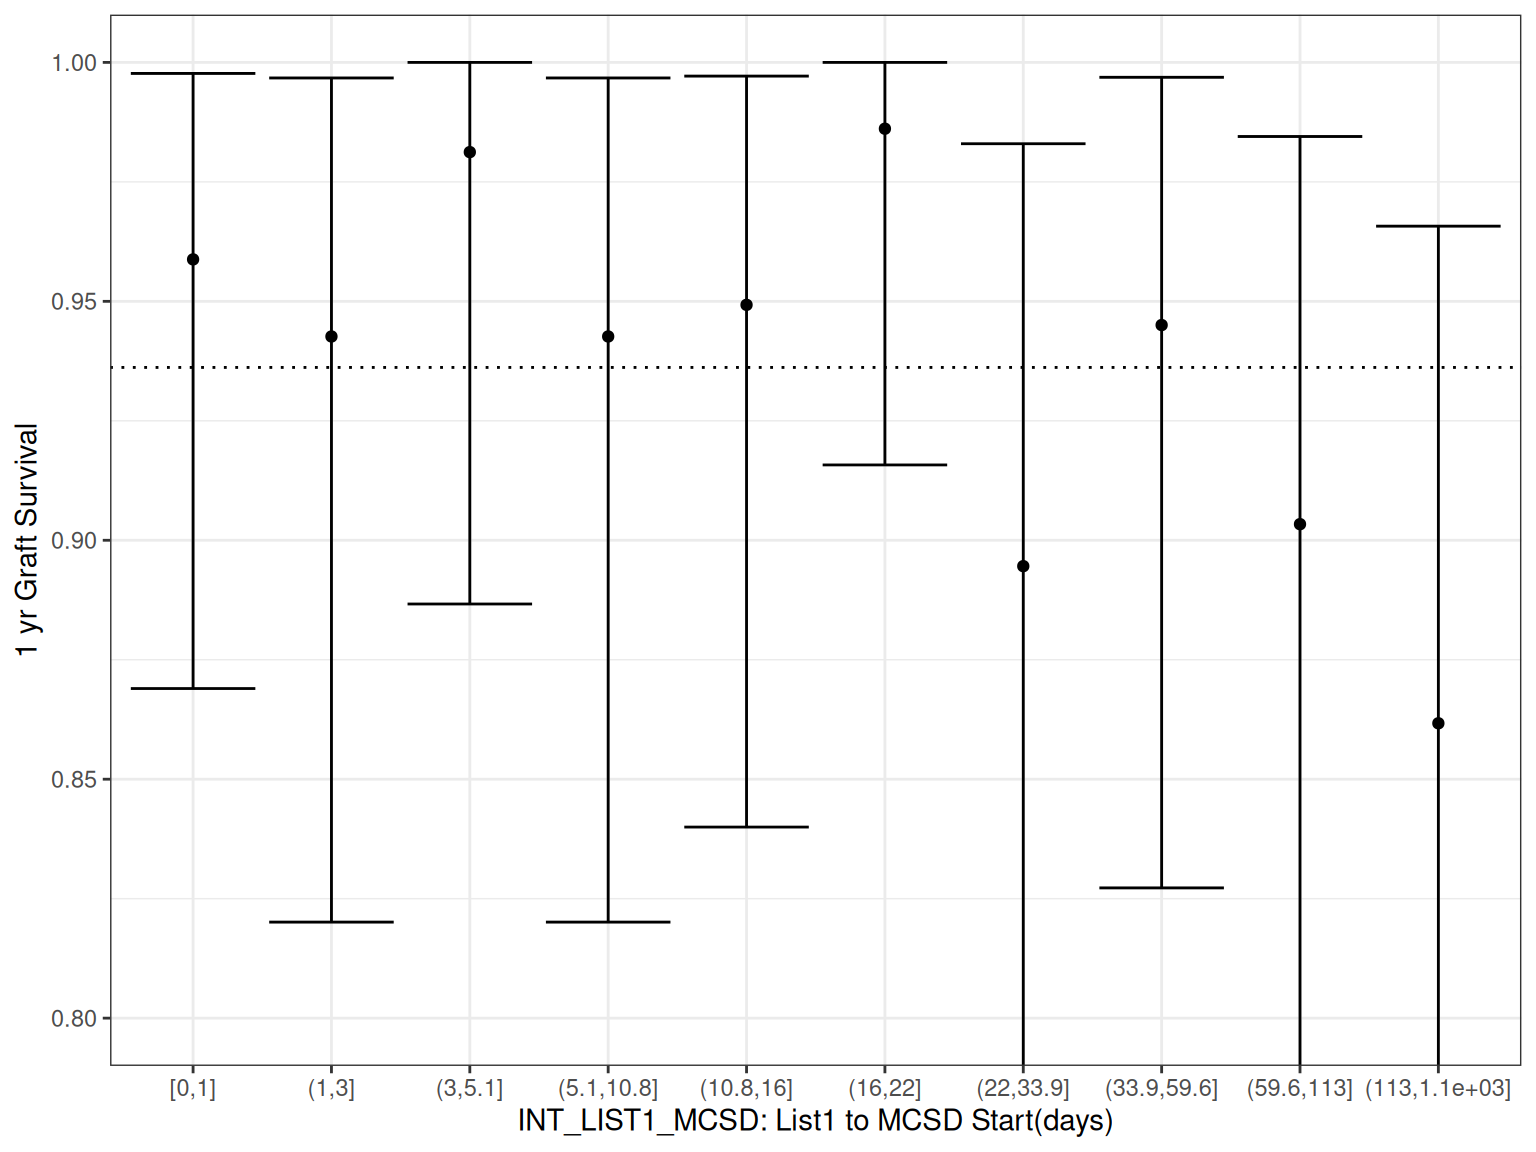 1 yr Graft Survival
1.00
0.95
0.90
0.85
0.80
[0,1] (1,3] (3,5.1] (5.1,10.8] (10.8,16] (16,22] (22,33.9] (33.9,59.6] (59.6,113] (113,1.1e+03]
INT_LIST1_MCSD: List1 to MCSD Start(days)